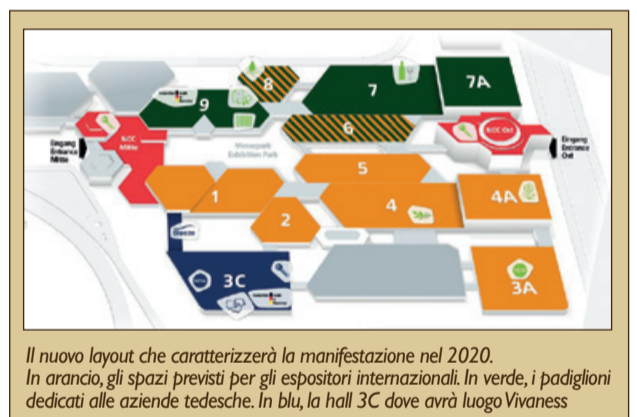 7A
7
8
9
6
NCC Mitte
NCC Ost
Eingang Entrance Mitte
Eingang Entrance Ost
Messepark
Exhibition Park
5
1
4
4A
2
3C
3A
Il nuovo layout che caratterizzerà la manifestazione nel 2020.
In arancio, gli spazi previsti per gli espositori internazionali. In verde, i padiglioni
dedicati alle aziende tedesche. In blu, la hall 3C dove avrà luogo Vivaness